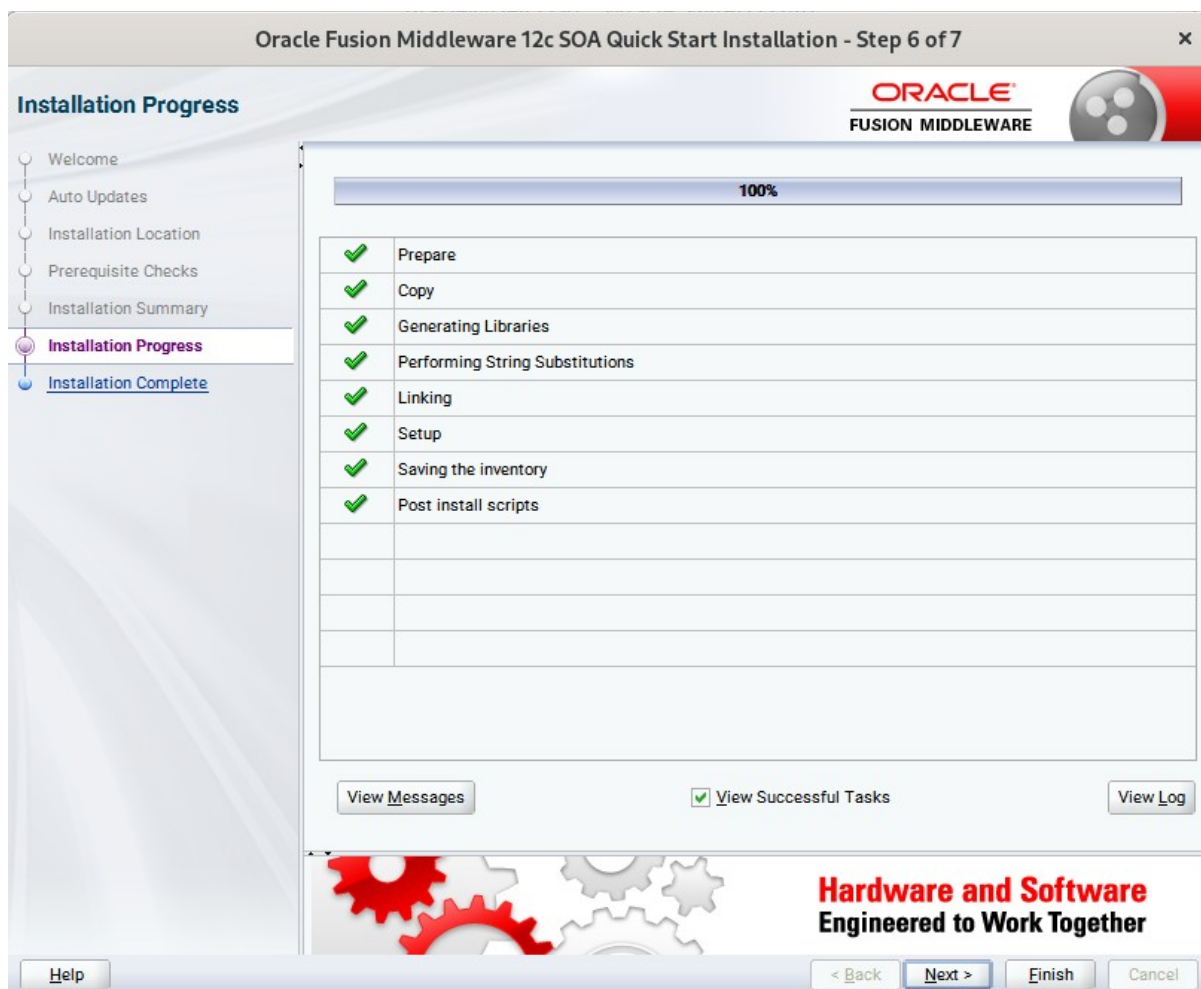 Oracle Fusion Middleware 12c SOA Quick Start Installation - Step 6 of 7
Installation Progress
ORACLE
FUSION MIDDLEWARE
Welcome
Auto Updates
Installation Location
Prerequisite Checks
Installation Summary
Installation Progress
Installation Complete
100%
Prepare
Copy
Generating Libraries
Performing String Substitutions
Linking
Setup
Saving the inventory
Post install scripts
View Messages
View Successful Tasks
View Log
Hardware and Software
Engineered to Work Together
Help
< Back
Next >
Finish
Cancel